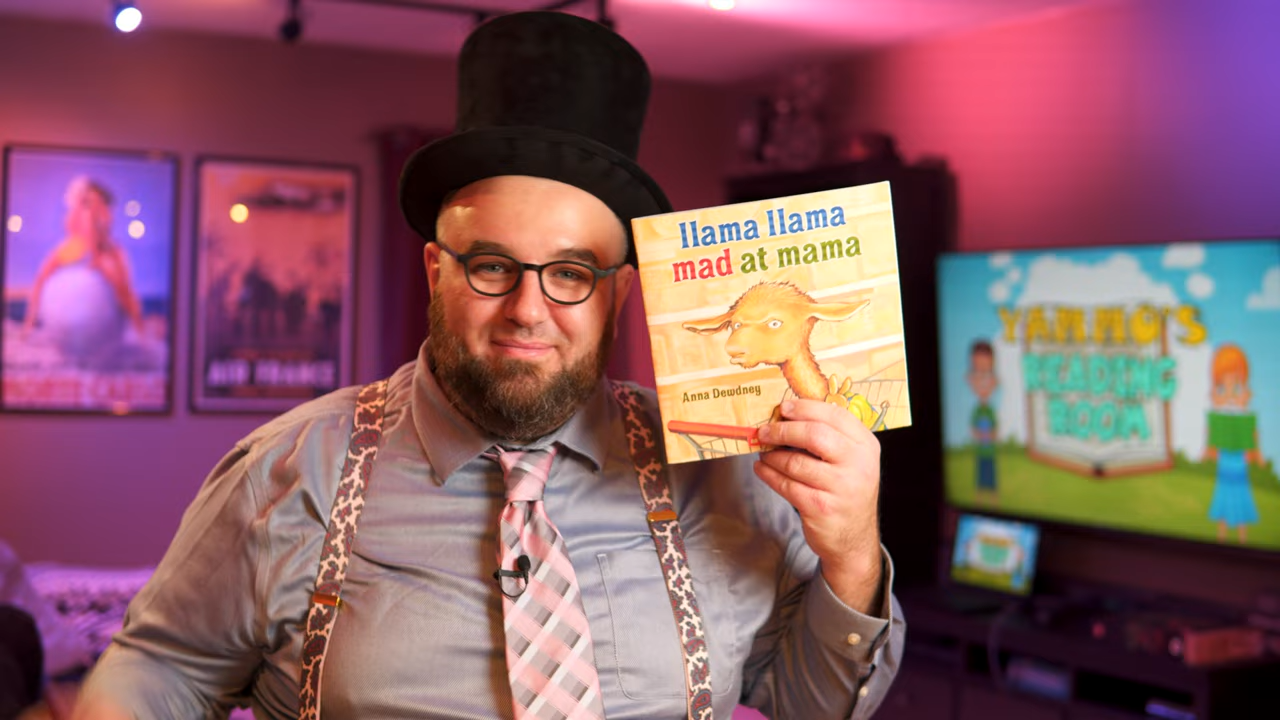 llama llama
mad at mama
Anna Dewdney
YAMMO'S
READING
ROOM
AIR FRANCE